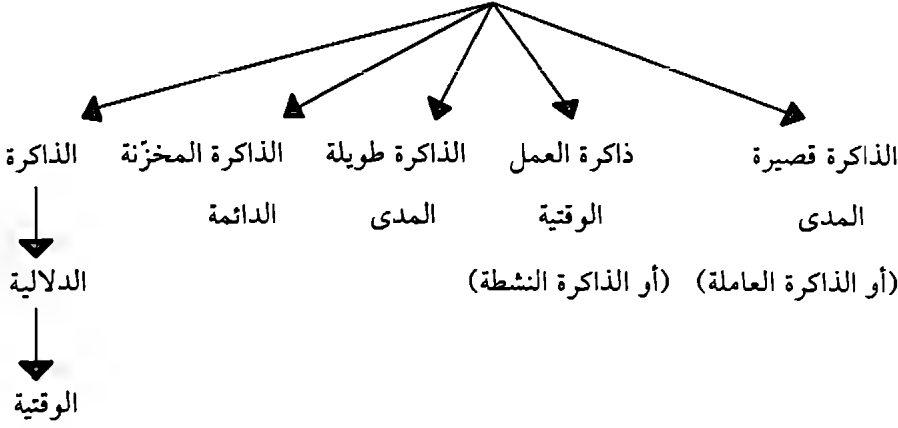 الذاكرة قصيرة ذاكرة العمل الذاكرة طويلة الذاكرة المخزّنة الذاكرة
المدى الوقتية المدى الدائمة
(أو الذاكرة العاملة) (أو الذاكرة النشطة) الدلالية
الوقتية